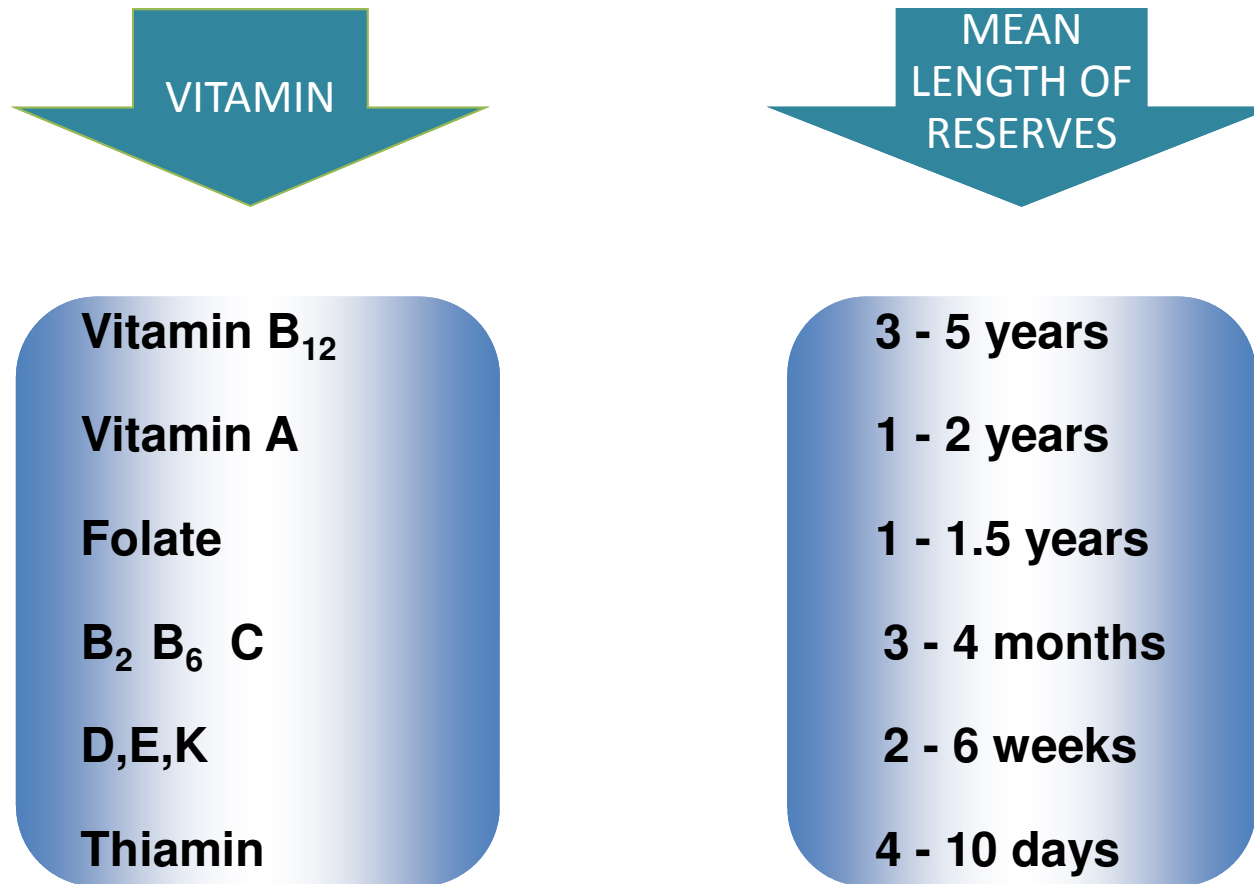 VITAMIN
MEAN
LENGTH OF
RESERVES
Vitamin B₁₂ 3 - 5 years
Vitamin A 1 - 2 years
Folate 1 - 1.5 years
B₂ B₆ C 3 - 4 months
D,E,K 2 - 6 weeks
Thiamin 4 - 10 days